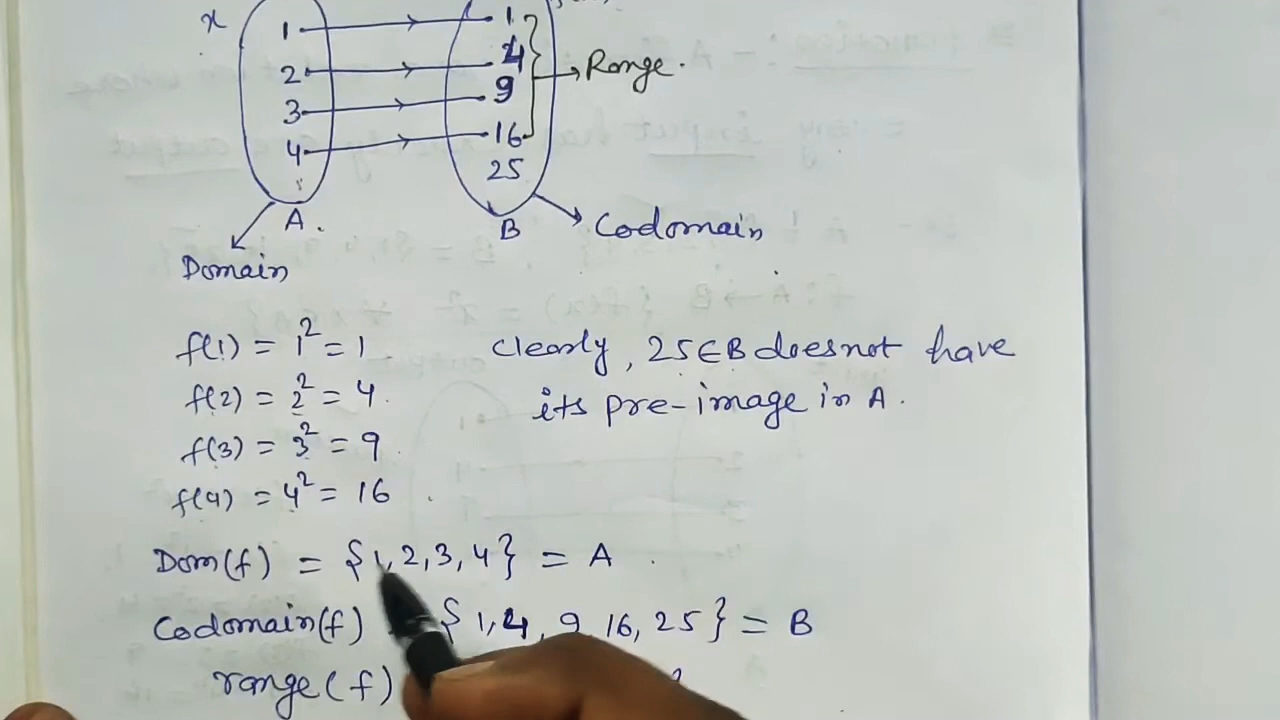 x
1
2
3
4
1
4
9
16
25
Range.
A.
B
Codomain
Domain
f(1) = 1² = 1
f(2) = 2² = 4.
f(3) = 3² = 9
f(4) = 4² = 16
Clearly, 25∈B does not have
its pre-image in A.
Dom(f) = {1,2,3,4} = A
Codomain(f) = {1,4,9,16,25} = B
range(f)